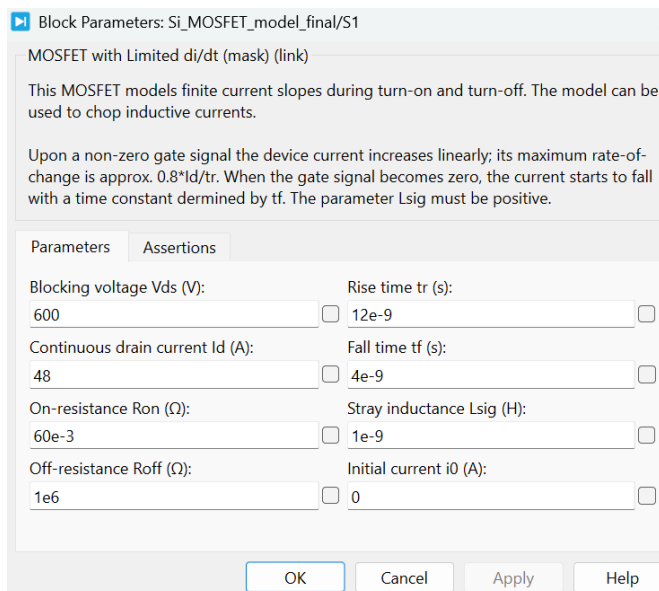 Block Parameters: Si_MOSFET_model_final/S1
MOSFET with Limited di/dt (mask) (link)
This MOSFET models finite current slopes during turn-on and turn-off. The model can be
used to chop inductive currents.
Upon a non-zero gate signal the device current increases linearly; its maximum rate-of-
change is approx. 0.8*Id/tr. When the gate signal becomes zero, the current starts to fall
with a time constant dermined by tf. The parameter Lsig must be positive.
Parameters Assertions
Blocking voltage Vds (V): Rise time tr (s):
600 12e-9
Continuous drain current Id (A): Fall time tf (s):
48 4e-9
On-resistance Ron (Ω): Stray inductance Lsig (H):
60e-3 1e-9
Off-resistance Roff (Ω): Initial current i0 (A):
1e6 0
OK Cancel Apply Help